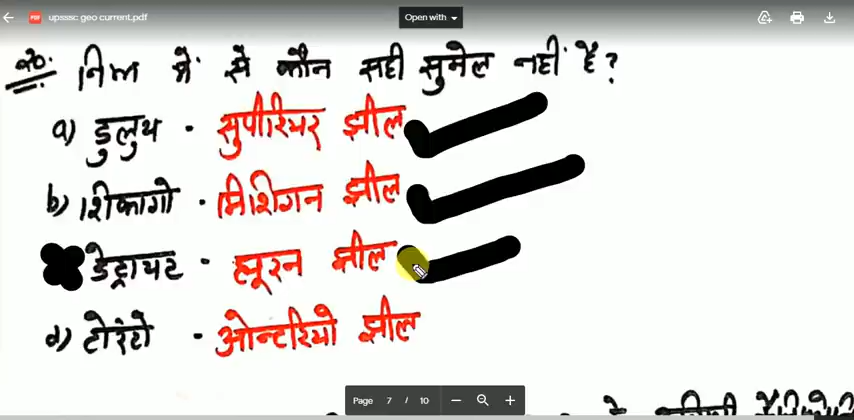 upsssc geo current.pdf
Open with
20. निम्न में से कौन सही सुमेल नहीं है?
a) डुलुथ - सुपीरियर झील
b) शिकागो - मिशिगन झील
डेट्रायट - ह्यूरन झील
d) टोरंटो - ओन्टारियो झील
Page 7 / 10